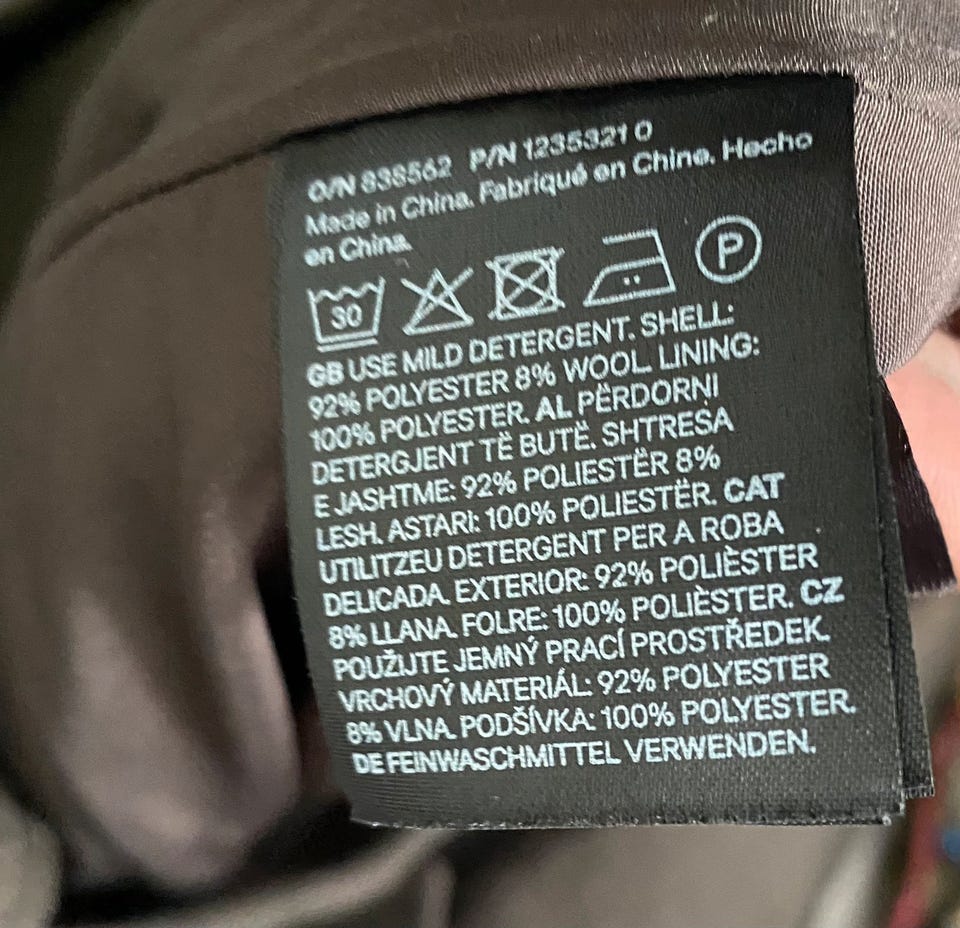 O/N 838562 P/N 1235321 0
Made in China. Fabriqué en Chine. Hecho
en China.
30 P
GB USE MILD DETERGENT. SHELL:
92% POLYESTER 8% WOOL LINING:
100% POLYESTER. AL PËRDORNI
DETERGJENT TË BUTË. SHTRESA
E JASHTME: 92% POLIESTËR 8%
LESH. ASTARI: 100% POLIESTËR. CAT
UTILITZEU DETERGENT PER A ROBA
DELICADA. EXTERIOR: 92% POLIÈSTER
8% LLANA. FOLRE: 100% POLIÈSTER. CZ
POUŽIJTE JEMNÝ PRACÍ PROSTŘEDEK.
VRCHOVÝ MATERIÁL: 92% POLYESTER
8% VLNA. PODŠÍVKA: 100% POLYESTER.
DE FEINWASCHMITTEL VERWENDEN.